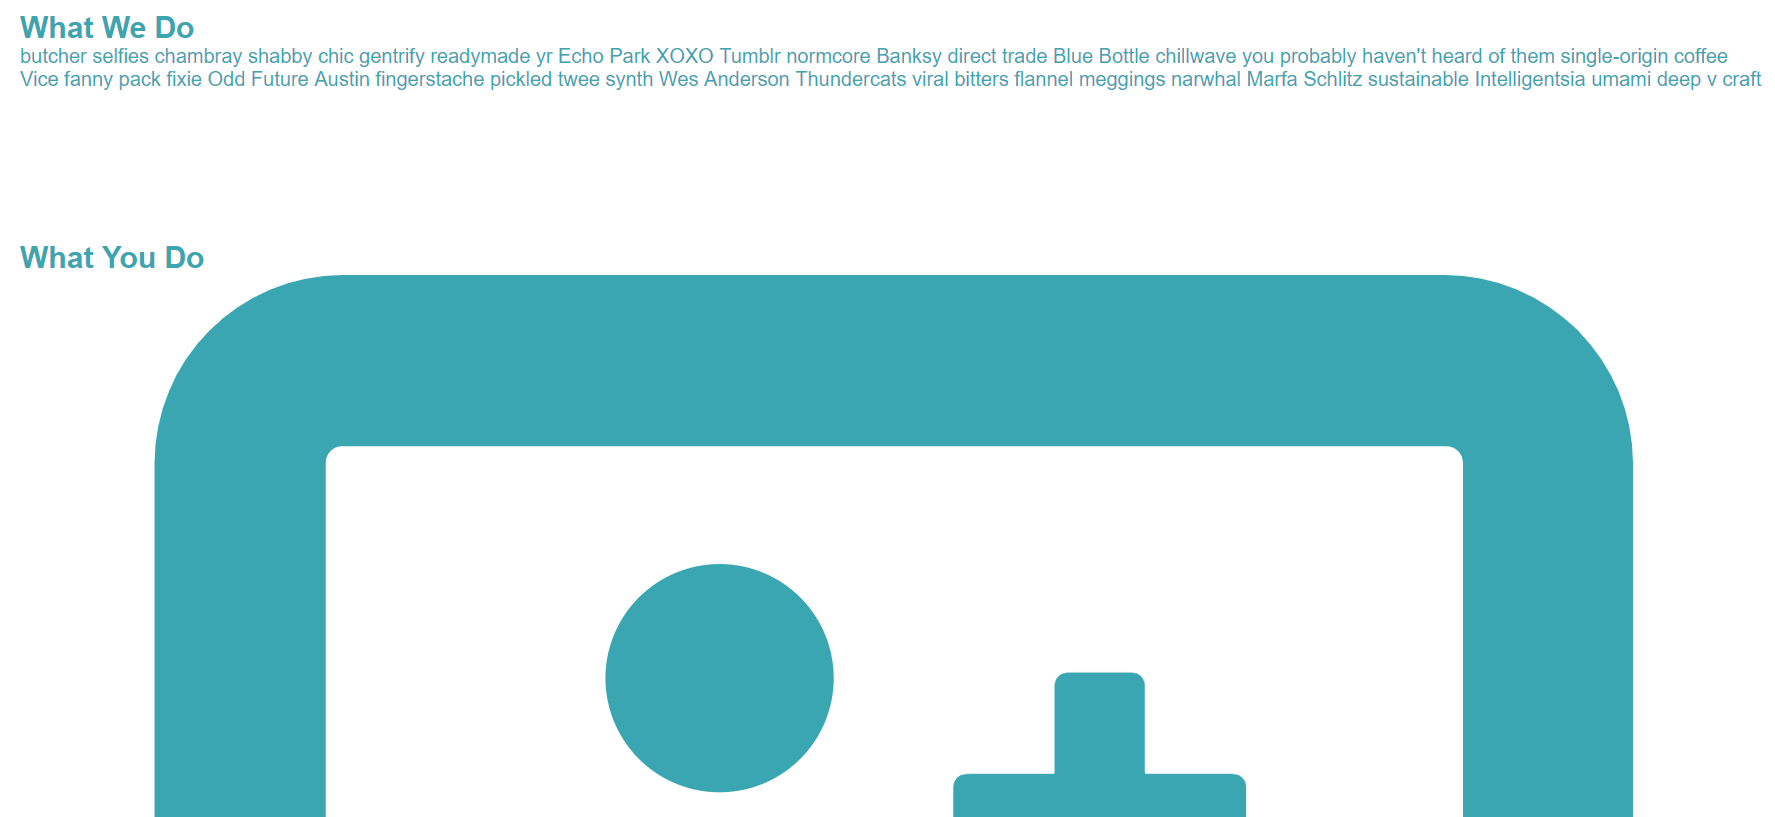 What We Do
butcher selfies chambray shabby chic gentrify readymade yr Echo Park XOXO Tumblr normcore Banksy direct trade Blue Bottle chillwave you probably haven't heard of them single-origin coffee
Vice fanny pack fixie Odd Future Austin fingerstache pickled twee synth Wes Anderson Thundercats viral bitters flannel meggings narwhal Marfa Schlitz sustainable Intelligentsia umami deep v craft
What You Do